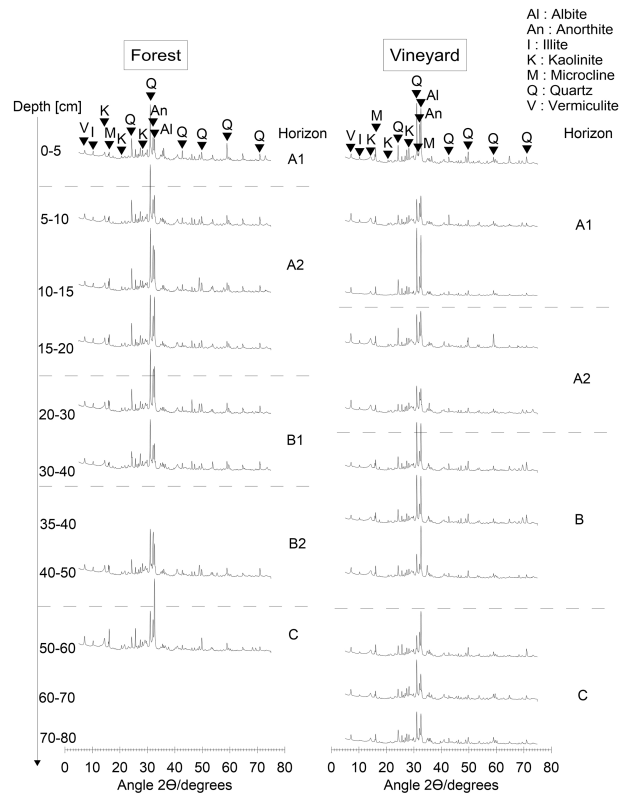 Al : Albite
An : Anorthite
I : Illite
K : Kaolinite
M : Microcline
Q : Quartz
V : Vermiculite
Forest
Vineyard
Depth [cm]
Horizon
Horizon
V I K M K Q K Q An Al Q Q Q Q
V I K M K Q K Q Al An M Q Q Q Q
0-5
5-10
10-15
15-20
20-30
30-40
35-40
40-50
50-60
60-70
70-80
A1
A2
B1
B2
C
A1
A2
B
C
0 10 20 30 40 50 60 70 80
Angle 2Θ/degrees
0 10 20 30 40 50 60 70 80
Angle 2Θ/degrees